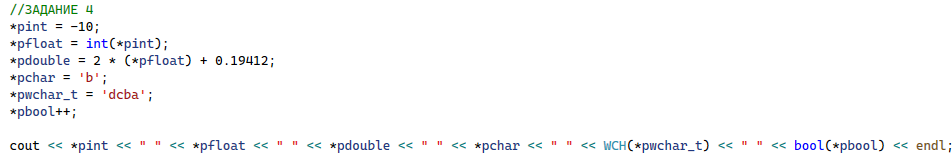 //ЗАДАНИЕ 4
*pint = -10;
*pfloat = int(*pint);
*pdouble = 2 * (*pfloat) + 0.19412;
*pchar = 'b';
*pwchar_t = 'dcba';
*pbool++;
cout << *pint << " " << *pfloat << " " << *pdouble << " " << *pchar << " " << WCH(*pwchar_t) << " " << bool(*pbool) << endl;